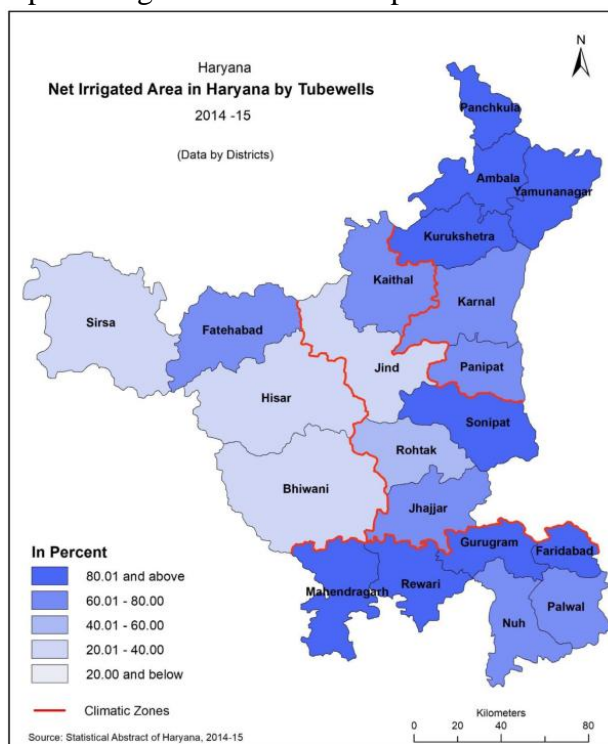 N
Haryana
Net Irrigated Area in Haryana by Tubewells
2014 -15
(Data by Districts)
Panchkula
Ambala
Yamunanagar
Kurukshetra
Kaithal
Karnal
Sirsa
Fatehabad
Jind
Panipat
Hisar
Sonipat
Rohtak
Bhiwani
Jhajjar
Gurugram
Faridabad
Mahendragarh
Rewari
Nuh
Palwal
In Percent
80.01 and above
60.01 - 80.00
40.01 - 60.00
20.01 - 40.00
20.00 and below
Climatic Zones
Source: Statistical Abstract of Haryana, 2014-15
Kilometers
0 20 40 60 80